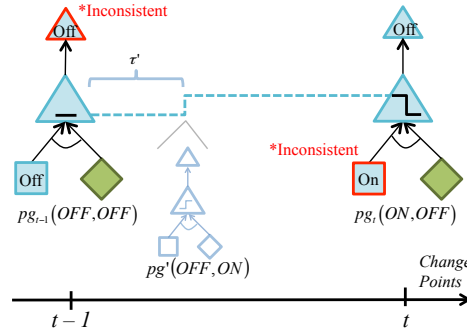 *Inconsistent
Off
Off
τ'
*Inconsistent
Off
On
pg_{t-1}(OFF,OFF)
pg_t(ON,OFF)
pg'(OFF,ON)
Change
Points
t – 1
t